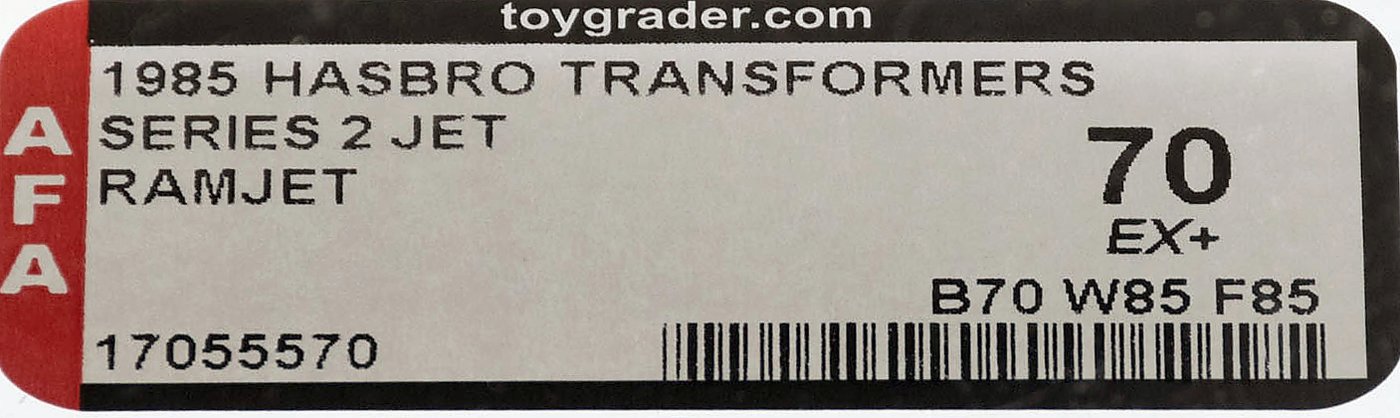 toygrader.com
AFA
1985 HASBRO TRANSFORMERS
SERIES 2 JET
RAMJET
70
EX+
B70 W85 F85
17055570